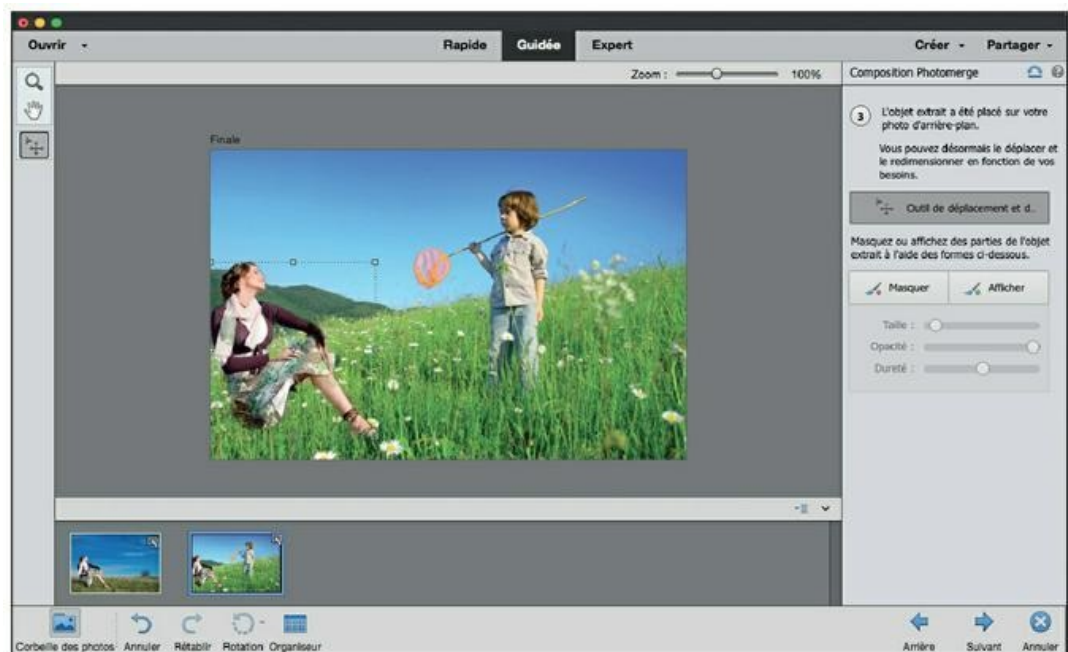 Ouvrir
Rapide Guidée Expert
Créer Partager
Zoom : 100%
Composition Photomerge
Finale
3 L'objet extrait a été placé sur votre
photo d'arrière-plan.
Vous pouvez désormais le déplacer et
le redimensionner en fonction de vos
besoins.
Outil de déplacement et d..
Masquez ou affichez des parties de l'objet
extrait à l'aide des formes ci-dessous.
Masquer Afficher
Taille :
Opacité :
Dureté :
Corbeille des photos Annuler Rétablir Rotation Organiseur
Arrière Suivant Annuler